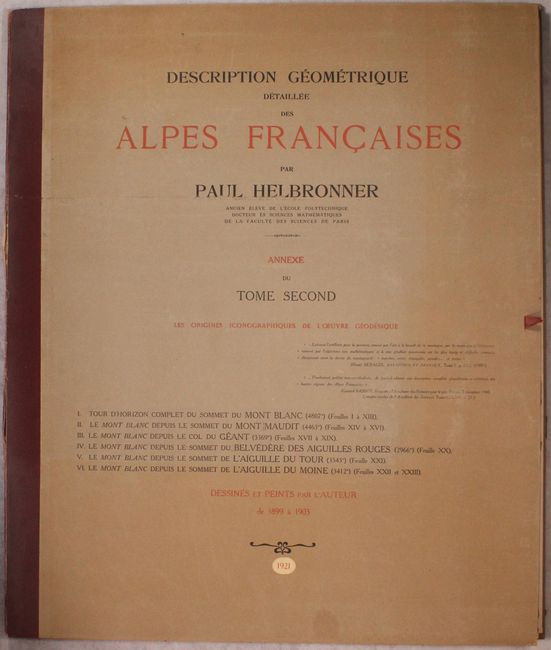 DESCRIPTION GÉOMÉTRIQUE
DÉTAILLÉE
DES
ALPES FRANÇAISES
PAR
PAUL HELBRONNER
ANCIEN ÉLÈVE DE L'ÉCOLE POLYTECHNIQUE
DOCTEUR ÈS SCIENCES MATHÉMATIQUES
DE LA FACULTÉ DES SCIENCES DE PARIS
ANNEXE
DU
TOME SECOND
LES ORIGINES ICONOGRAPHIQUES DE L'ŒUVRE GÉODÉSIQUE
I. TOUR D'HORIZON COMPLET DU SOMMET DU MONT BLANC (4807m) (Feuilles I à XIII).
II. LE MONT BLANC DEPUIS LE SOMMET DU MONT MAUDIT (4465m) (Feuilles XIV à XVI).
III. LE MONT BLANC DEPUIS LE COL DU GÉANT (3369m) (Feuilles XVII à XIX).
IV. LE MONT BLANC DEPUIS LE SOMMET DU BELVÉDÈRE DES AIGUILLES ROUGES (2966m) (Feuille XX).
V. LE MONT BLANC DEPUIS LE SOMMET DE L'AIGUILLE DU TOUR (3543m) (Feuille XXI).
VI. LE MONT BLANC DEPUIS LE SOMMET DE L'AIGUILLE DU MOINE (3412m) (Feuilles XXII et XXIII).
DESSINÉS ET PEINTS PAR L'AUTEUR
de 1899 à 1903
1921